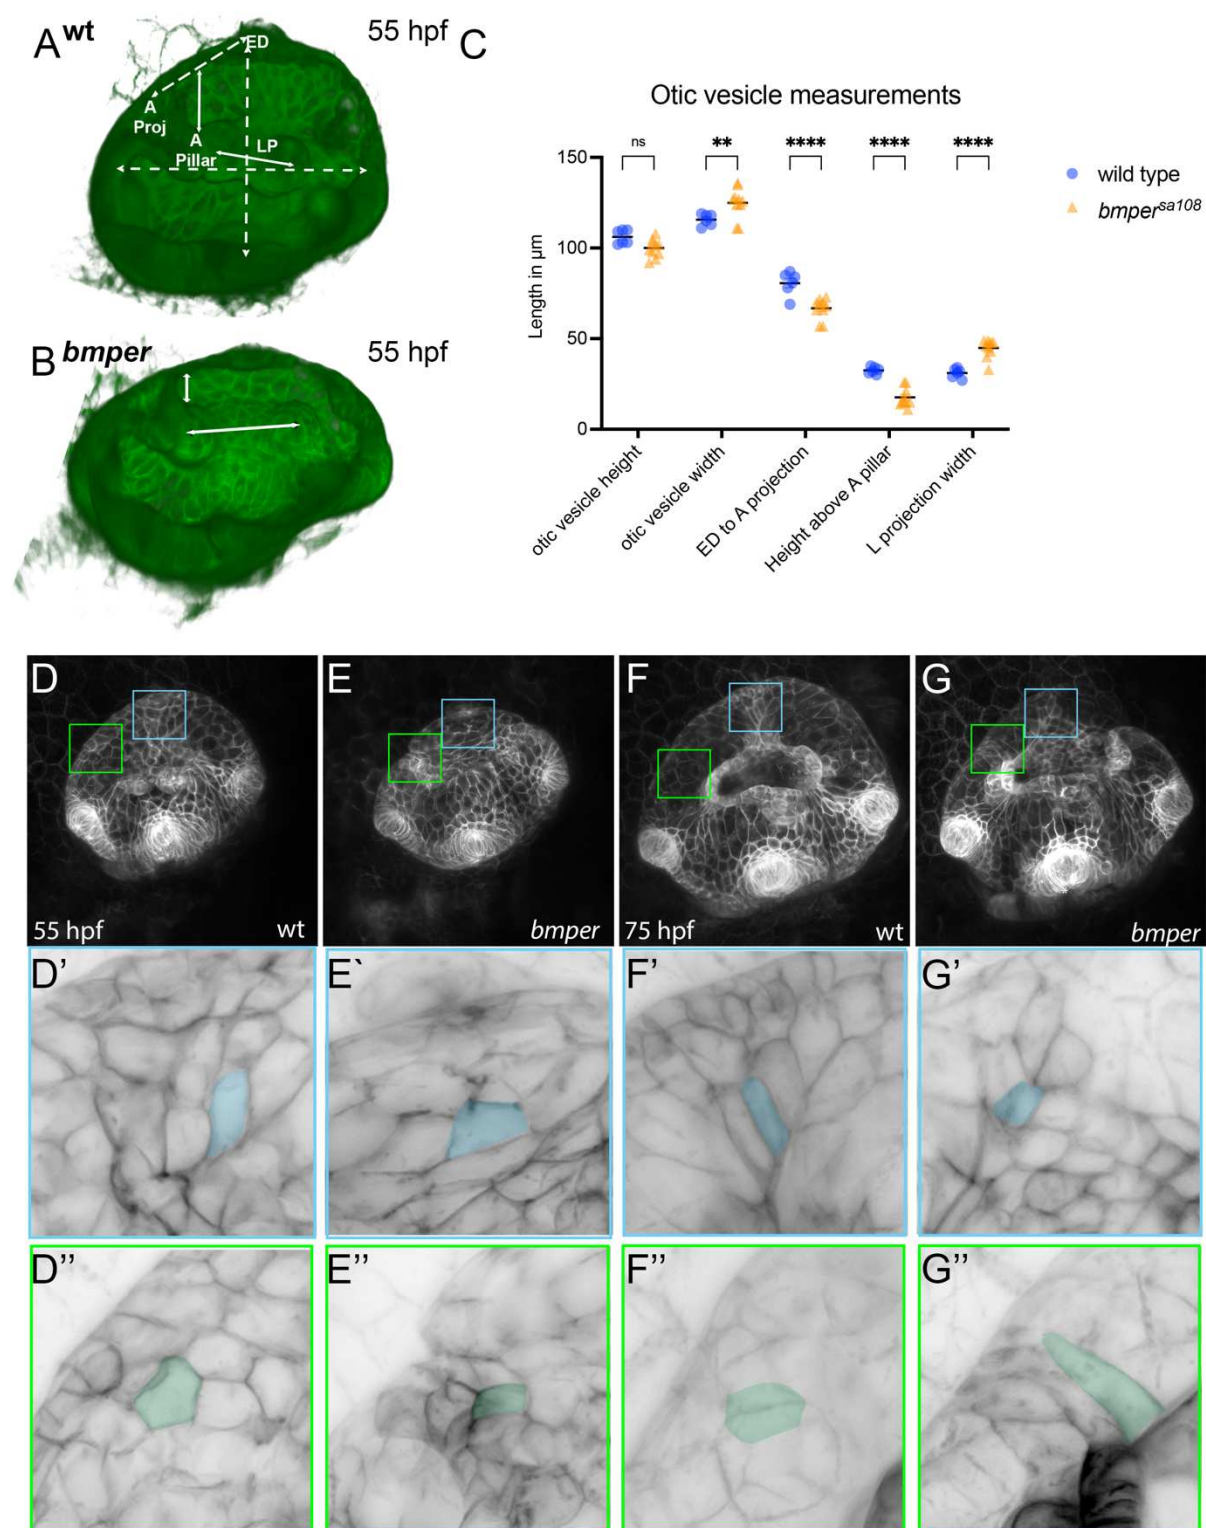 A wt
55 hpf
ED
A
Proj
A
Pillar
LP
B bmper
55 hpf
C
Otic vesicle measurements
ns
**
****
****
****
150
100
50
0
Length in µm
otic vesicle height
otic vesicle width
ED to A projection
Height above A pillar
L projection width
wild type
bmper^sa108
D
55 hpf
wt
E
bmper
F
75 hpf
wt
G
*
bmper
D’
E`
F’
G’
D’’
E’’
F’’
G’’